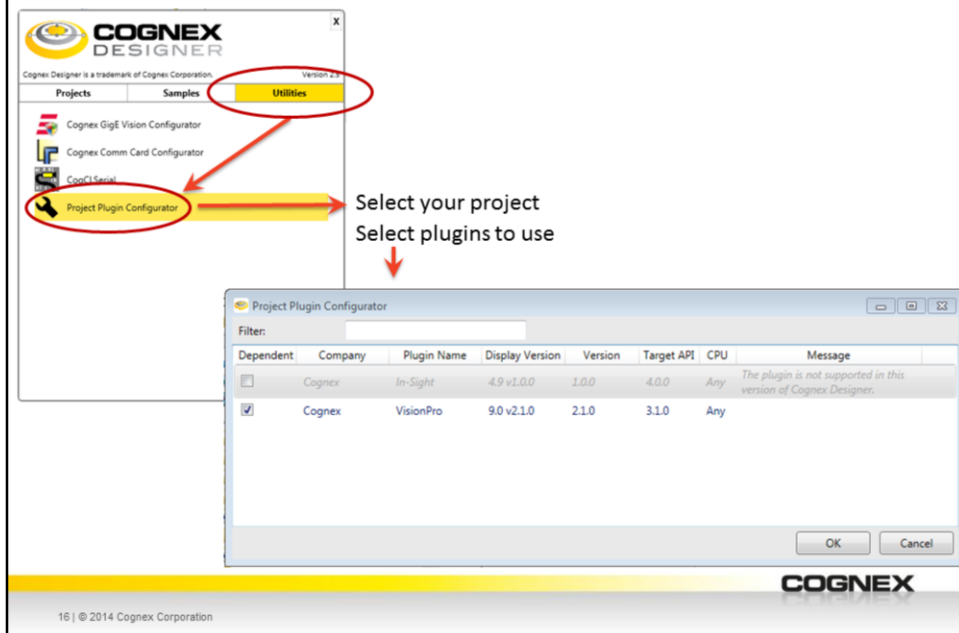 COGNEX
DESIGNER
X
Cognex Designer is a trademark of Cognex Corporation. Version 2.5
Projects Samples Utilities
Cognex GigE Vision Configurator
Cognex Comm Card Configurator
CogClSerial
Project Plugin Configurator
Select your project
Select plugins to use
Project Plugin Configurator
Filter:
Dependent Company Plugin Name Display Version Version Target API CPU Message
Cognex In-Sight 4.9 v1.0.0 1.0.0 4.0.0 Any The plugin is not supported in this
version of Cognex Designer.
Cognex VisionPro 9.0 v2.1.0 2.1.0 3.1.0 Any
OK Cancel
COGNEX
16 | © 2014 Cognex Corporation